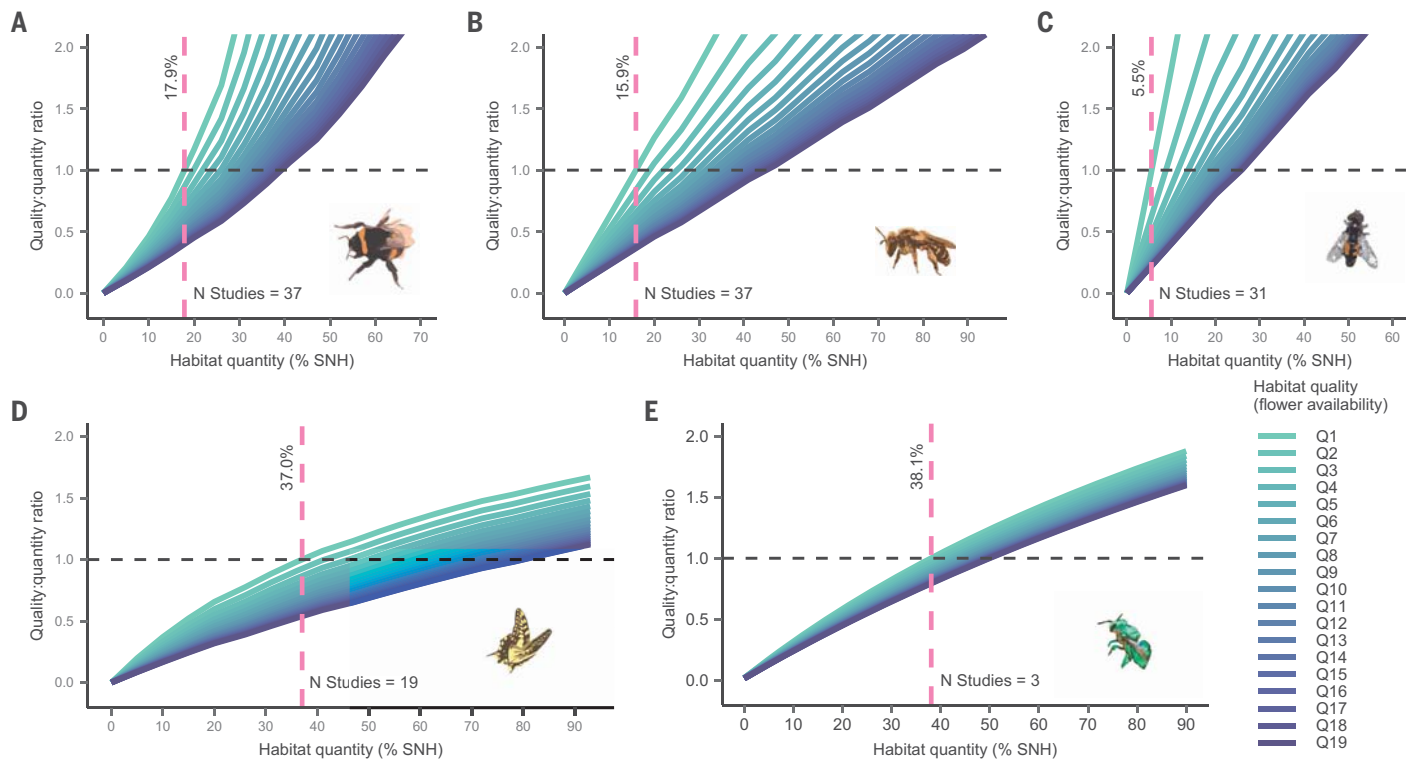 A
Quality:quantity ratio
2.0
1.5
1.0
0.5
0.0
17.9%
N Studies = 37
0 10 20 30 40 50 60 70
Habitat quantity (% SNH)
B
Quality:quantity ratio
2.0
1.5
1.0
0.5
0.0
15.9%
N Studies = 37
0 10 20 30 40 50 60 70 80 90
Habitat quantity (% SNH)
C
Quality:quantity ratio
2.0
1.5
1.0
0.5
0.0
5.5%
N Studies = 31
0 10 20 30 40 50 60
Habitat quantity (% SNH)
D
Quality:quantity ratio
2.0
1.5
1.0
0.5
0.0
37.0%
N Studies = 19
0 10 20 30 40 50 60 70 80 90
Habitat quantity (% SNH)
E
Quality:quantity ratio
2.0
1.5
1.0
0.5
0.0
38.1%
N Studies = 3
0 10 20 30 40 50 60 70 80 90
Habitat quantity (% SNH)
Habitat quality
(flower availability)
Q1
Q2
Q3
Q4
Q5
Q6
Q7
Q8
Q9
Q10
Q11
Q12
Q13
Q14
Q15
Q16
Q17
Q18
Q19